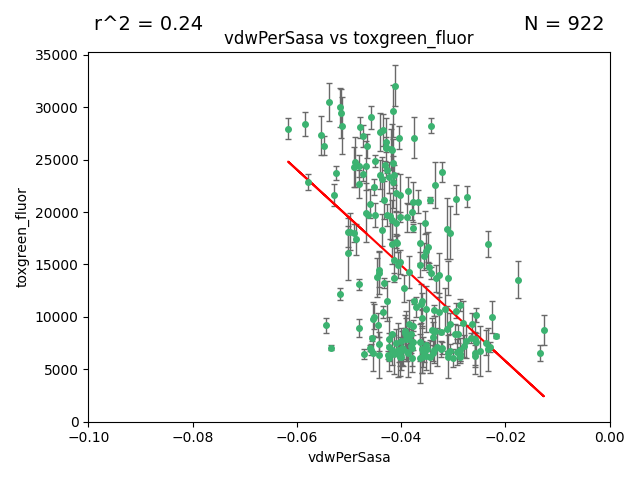 r^2 = 0.24
N = 922
vdwPerSasa vs toxgreen_fluor
35000
30000
25000
20000
15000
10000
5000
0
toxgreen_fluor
−0.10
−0.08
−0.06
−0.04
−0.02
0.00
vdwPerSasa